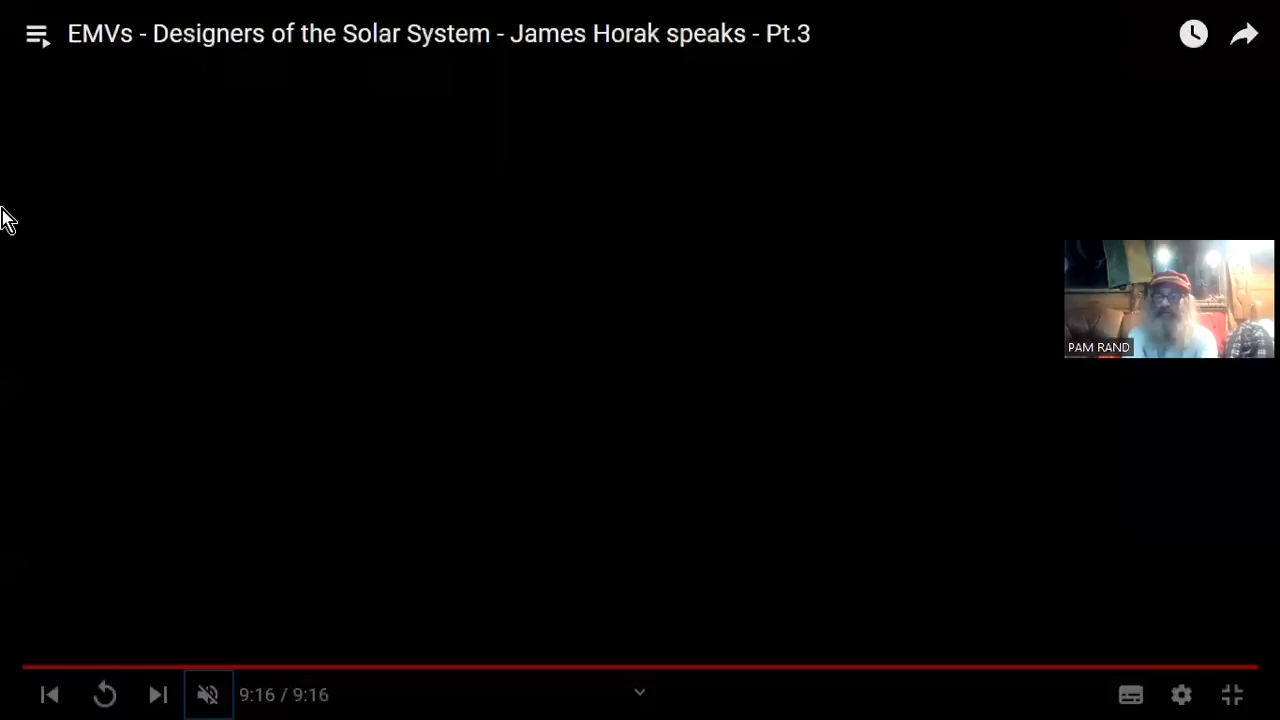 EMVs - Designers of the Solar System - James Horak speaks - Pt.3
PAM RAND
9:16 / 9:16